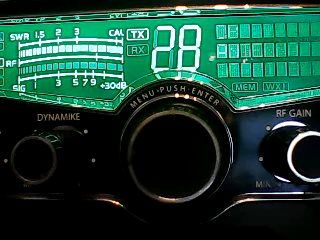 SWR 1.5 2 3 CAL
TX
28
RX
RF
SIG 3 5 7 9 +30dB
MEM WX
MENU·PUSH·ENTER
DYNAMIKE
RF GAIN